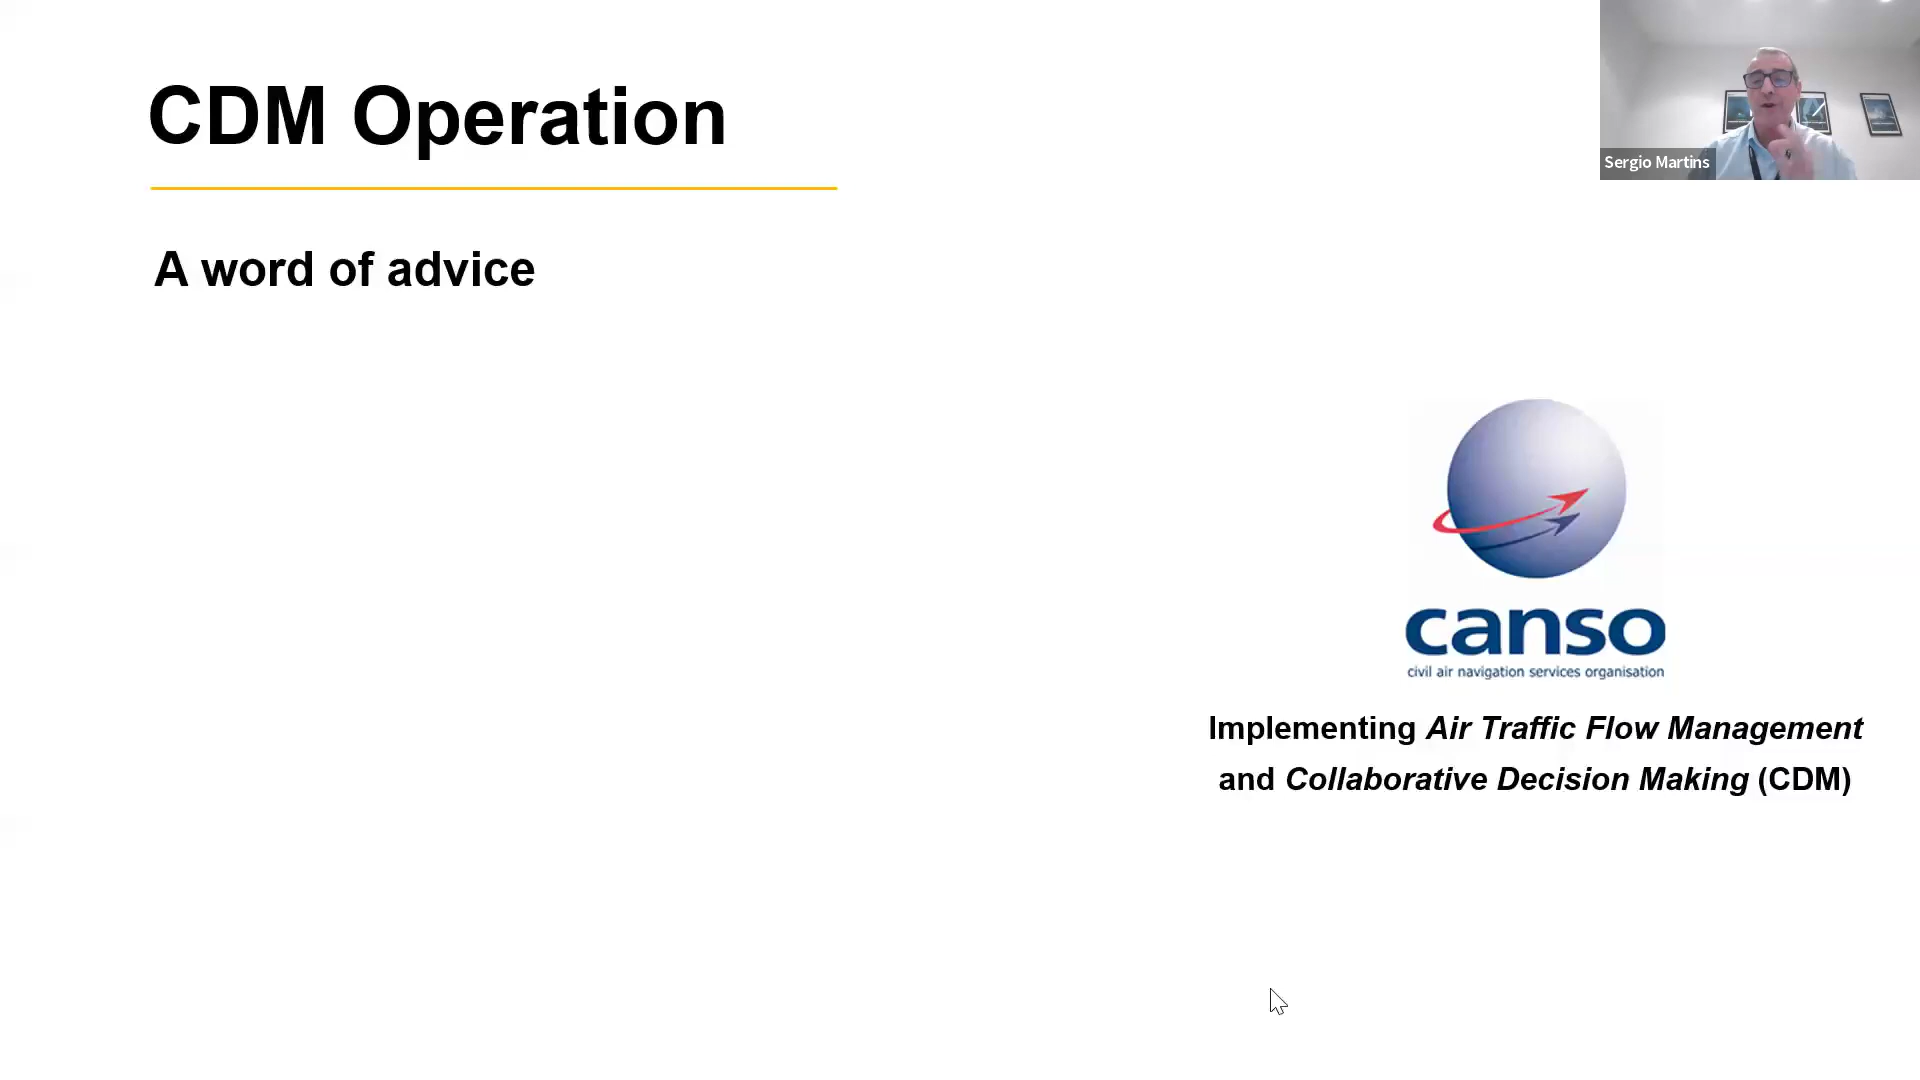 CDM Operation
Sergio Martins
A word of advice
canso
civil air navigation services organisation
Implementing Air Traffic Flow Management
and Collaborative Decision Making (CDM)